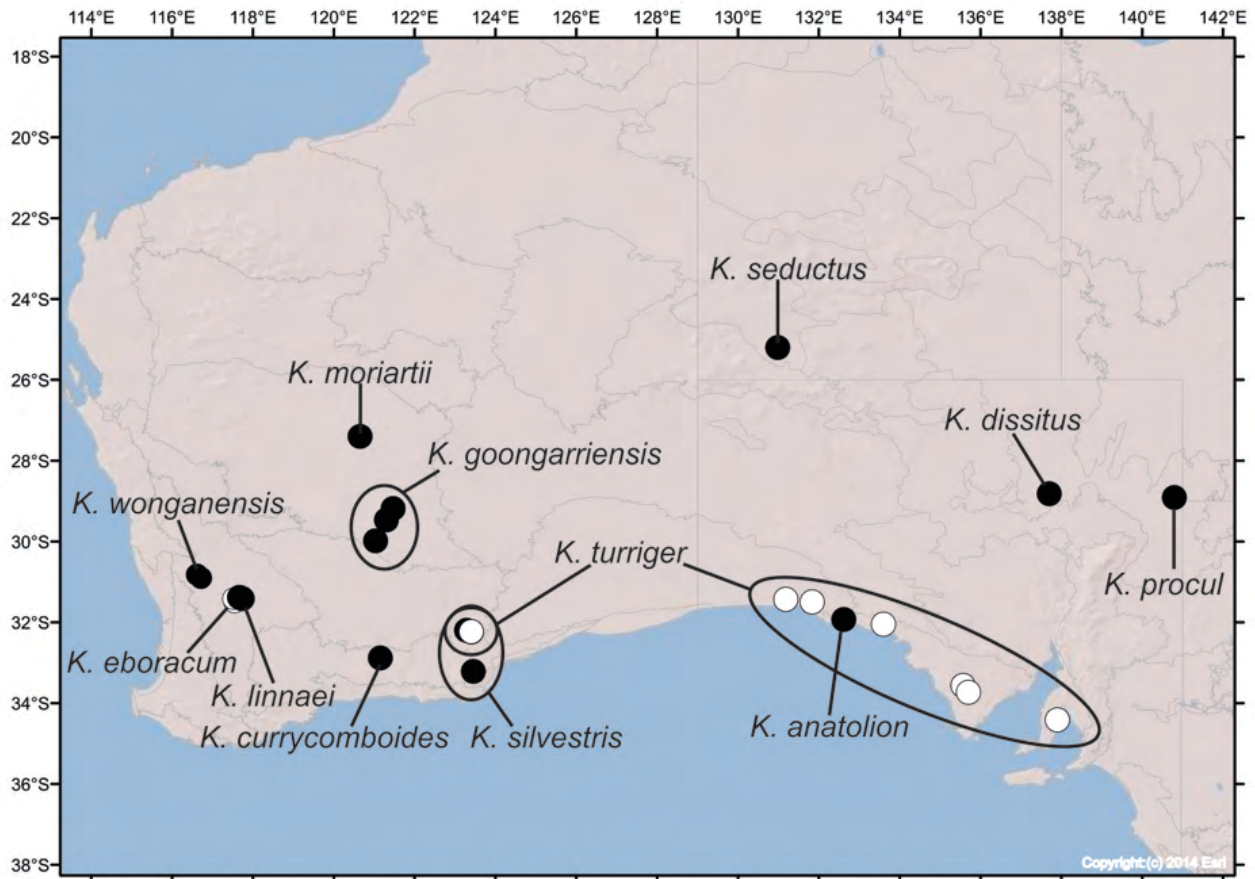 114°E 116°E 118°E 120°E 122°E 124°E 126°E 128°E 130°E 132°E 134°E 136°E 138°E 140°E 142°E
18°S
20°S
22°S
K. seductus
24°S
26°S
K. moriartii
K. dissitus
28°S
K. goongarriensis
K. wonganensis
30°S
K. turriger
K. procul
32°S
K. eboracum
K. linnaei
34°S
K. currycomboides K. silvestris K. anatolion
36°S
38°S
Copyright:(c) 2014 Esri